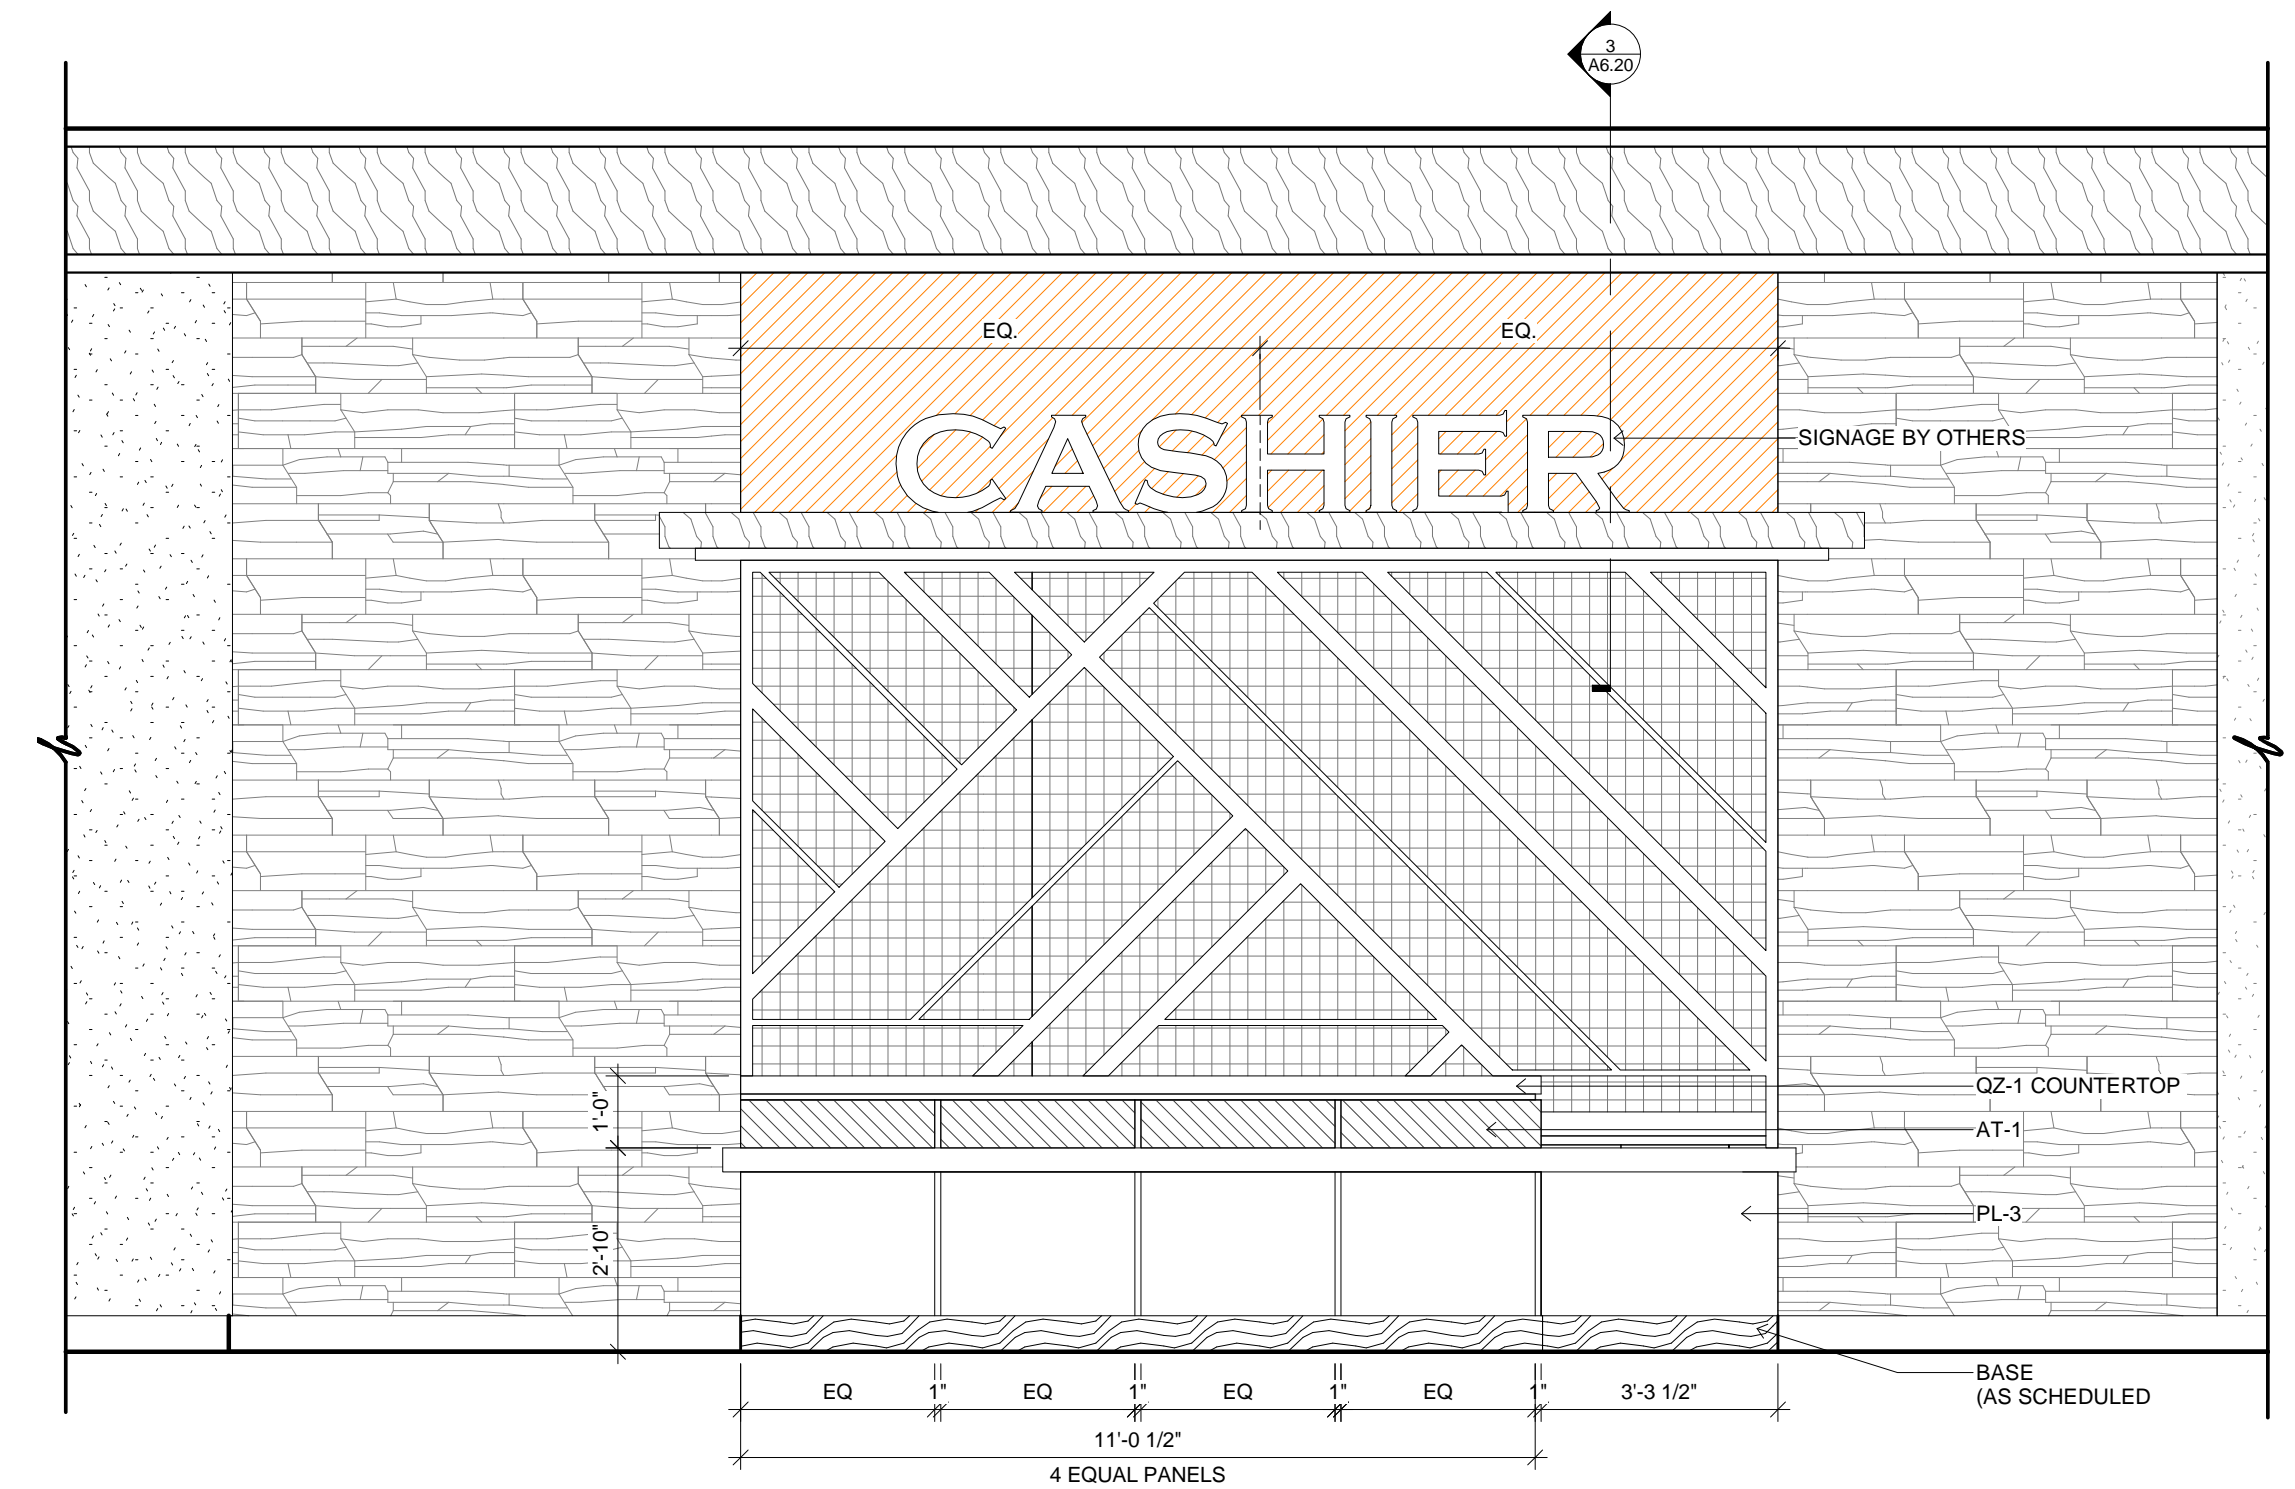 3
A6.20
EQ.
EQ.
CASHIER
SIGNAGE BY OTHERS
1'-0"
QZ-1 COUNTERTOP
AT-1
2'-10"
PL-3
EQ 1" EQ 1" EQ 1" EQ 1" 3'-3 1/2"
BASE
(AS SCHEDULED
11'-0 1/2"
4 EQUAL PANELS